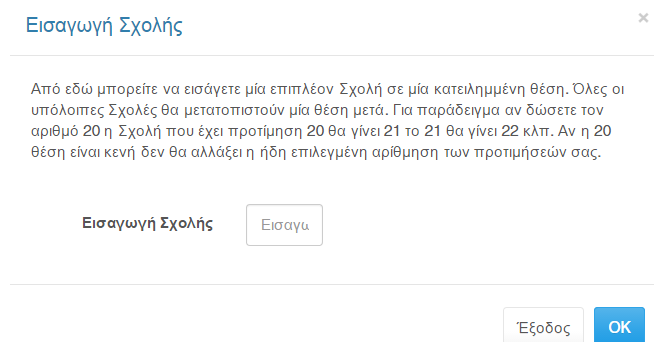 Εισαγωγή Σχολής
×
Από εδώ μπορείτε να εισάγετε μία επιπλέον Σχολή σε μία κατειλημμένη θέση. Όλες οι
υπόλοιπες Σχολές θα μετατοπιστούν μία θέση μετά. Για παράδειγμα αν δώσετε τον
αριθμό 20 η Σχολή που έχει προτίμηση 20 θα γίνει 21 το 21 θα γίνει 22 κλπ. Αν η 20
θέση είναι κενή δεν θα αλλάξει η ήδη επιλεγμένη αρίθμηση των προτιμήσεών σας.
Εισαγωγή Σχολής
Εισαγω
Έξοδος
OK